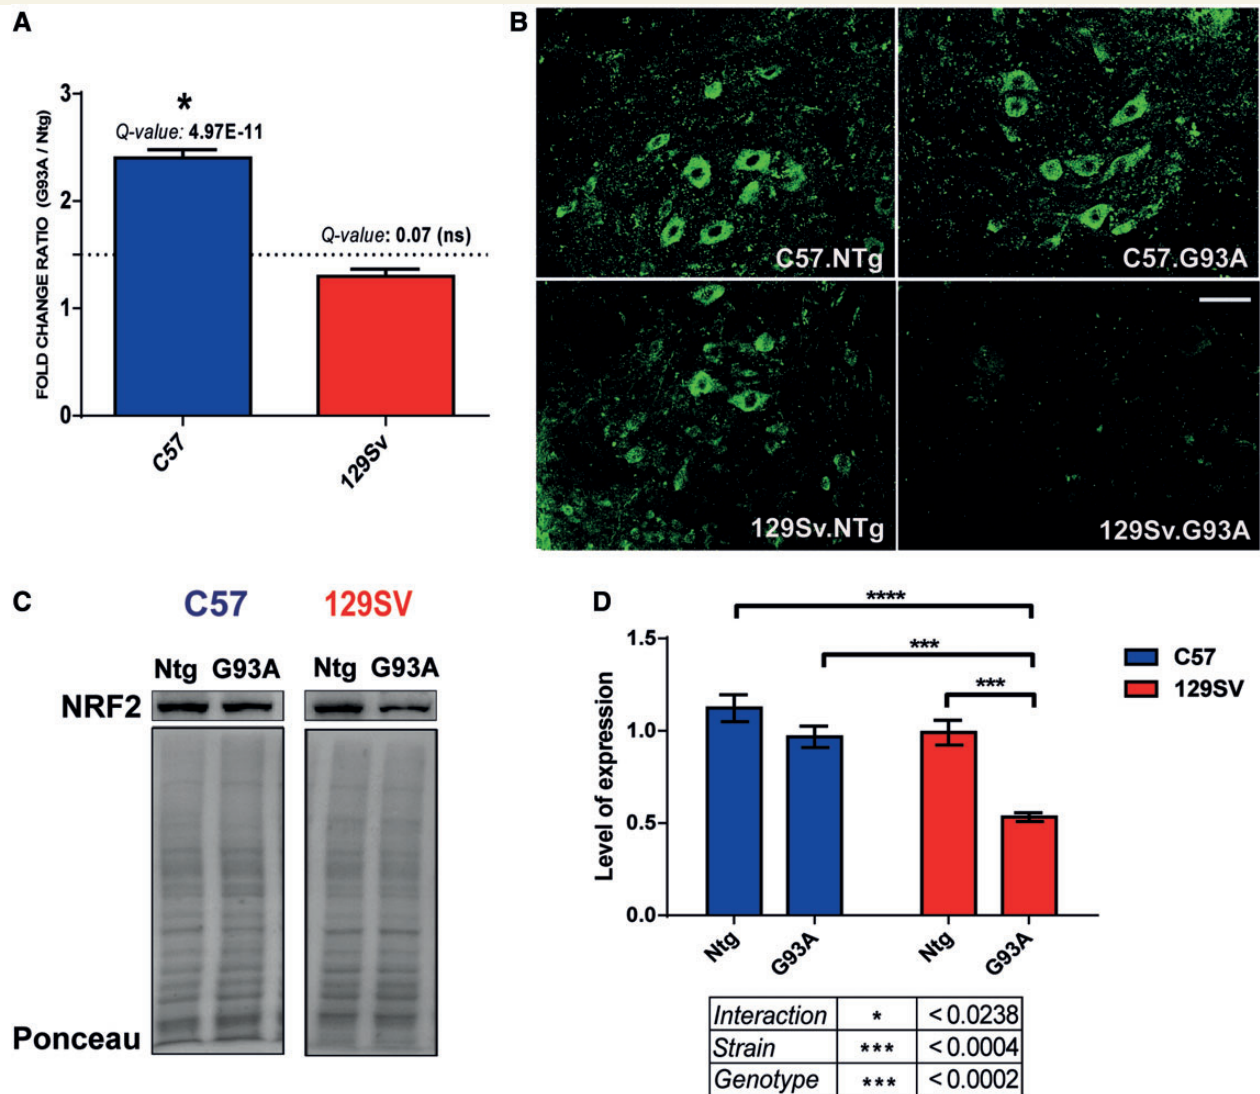 A
3
2
1
0
FOLD CHANGE RATIO (G93A / Ntg)
*
Q-value: 4.97E-11
Q-value: 0.07 (ns)
C57
129Sv
B
C57.NTg
C57.G93A
129Sv.NTg
129Sv.G93A
C
C57 129SV
Ntg G93A Ntg G93A
NRF2
Ponceau
D
****
***
***
C57
129SV
1.5
1.0
0.5
0.0
Level of expression
Ntg
G93A
Ntg
G93A
Interaction * <0.0238
Strain *** <0.0004
Genotype *** <0.0002